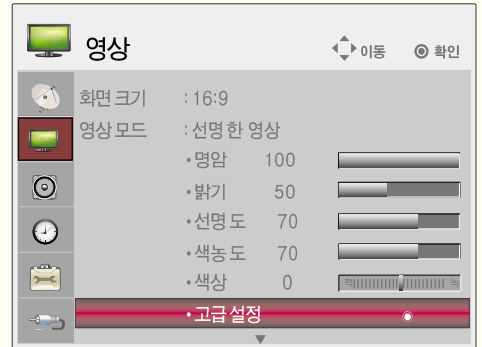 영상 이동 확인
화면 크기 : 16:9
영상 모드 : 선명한 영상
•명암 100
•밝기 50
•선명도 70
•색농도 70
•색상 0 적 녹
•고급 설정